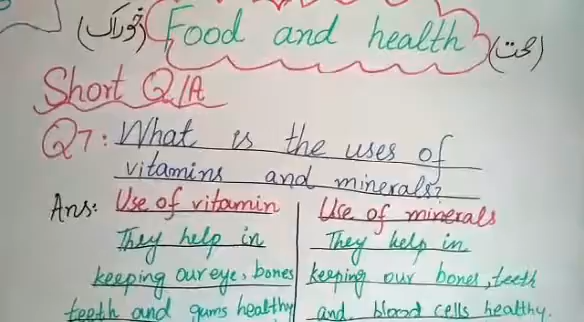 (خوراک) Food and health (صحت)
Short Q/A
Q7: What is the uses of
vitamins and minerals?
Ans: Use of vitamin
They help in
keeping our eye, bones
teeth and gums healthy
Use of minerals
They help in
keeping our bones, teeth
and blood cells healthy.